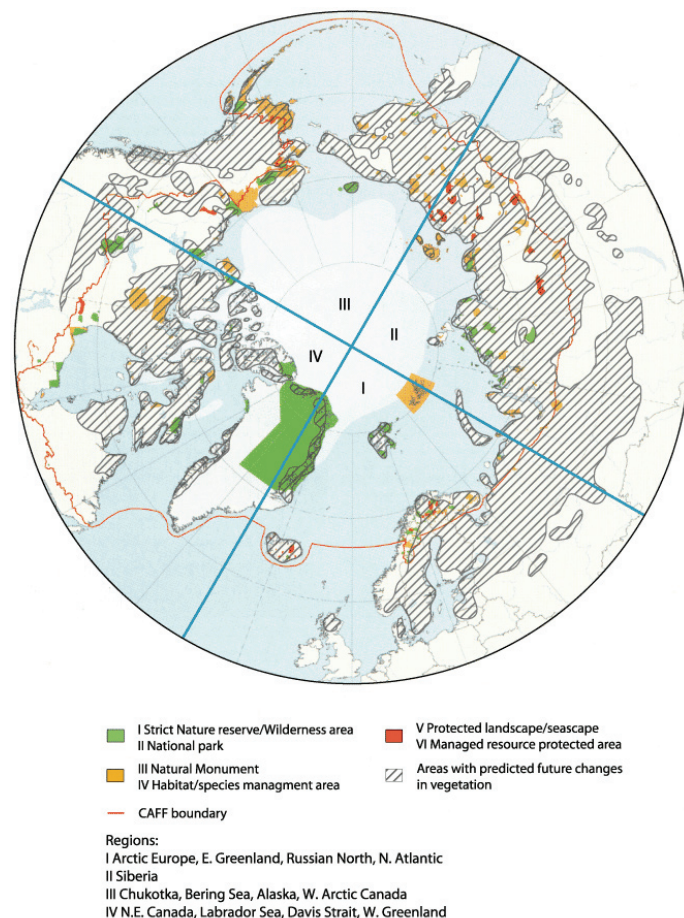 III
II
IV
I
I Strict Nature reserve/Wilderness area
II National park
III Natural Monument
IV Habitat/species managment area
CAFF boundary
V Protected landscape/seascape
VI Managed resource protected area
Areas with predicted future changes
in vegetation
Regions:
I Arctic Europe, E. Greenland, Russian North, N. Atlantic
II Siberia
III Chukotka, Bering Sea, Alaska, W. Arctic Canada
IV N.E. Canada, Labrador Sea, Davis Strait, W. Greenland